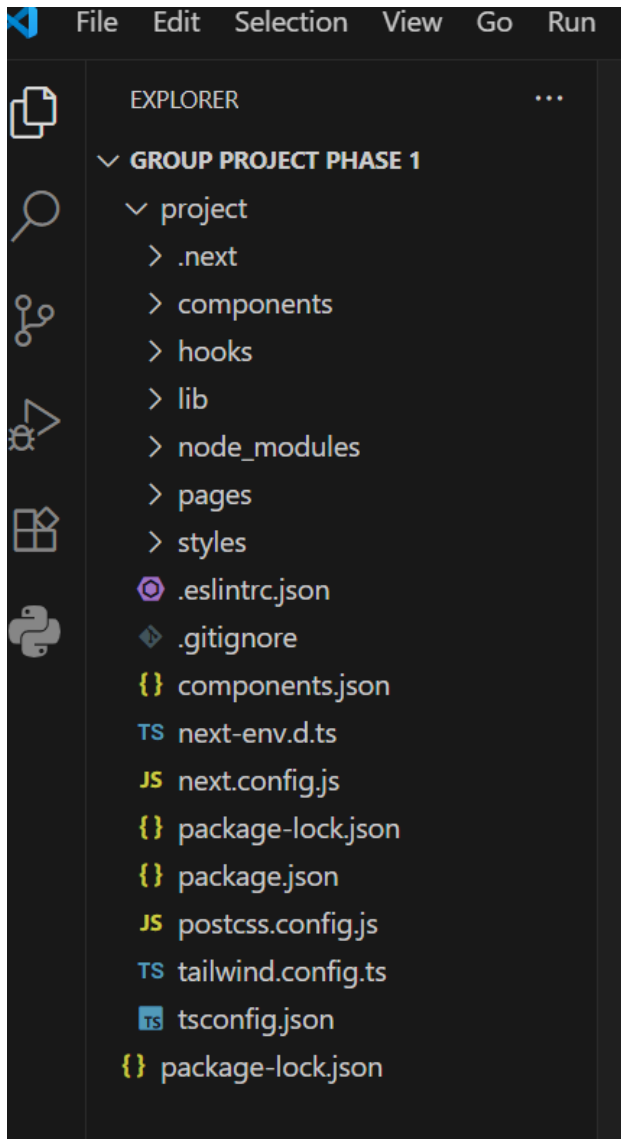 File Edit Selection View Go Run
EXPLORER ...
GROUP PROJECT PHASE 1
project
.next
components
hooks
lib
node_modules
pages
styles
.eslintrc.json
.gitignore
{} components.json
TS next-env.d.ts
JS next.config.js
{} package-lock.json
{} package.json
JS postcss.config.js
TS tailwind.config.ts
TS tsconfig.json
{} package-lock.json